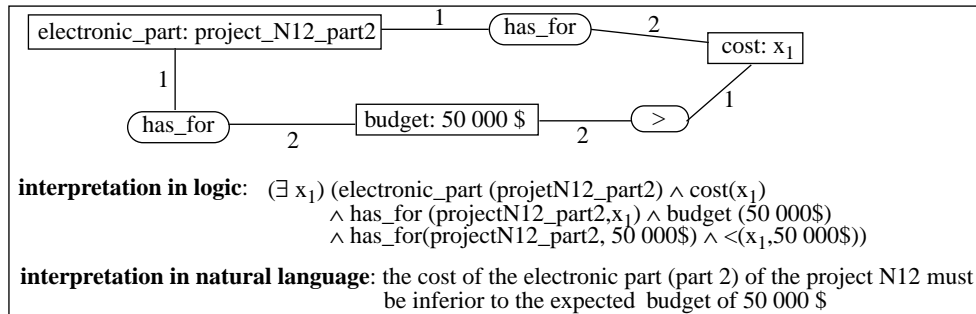 1
2
electronic_part: project_N12_part2
has_for
cost: x1
1
1
has_for
2
budget: 50 000 $
2
>
interpretation in logic: (∃ x1) (electronic_part (projetN12_part2) ∧ cost(x1)
∧ has_for (projectN12_part2,x1) ∧ budget (50 000$)
∧ has_for(projectN12_part2, 50 000$) ∧ <(x1,50 000$))
interpretation in natural language: the cost of the electronic part (part 2) of the project N12 must
be inferior to the expected budget of 50 000 $